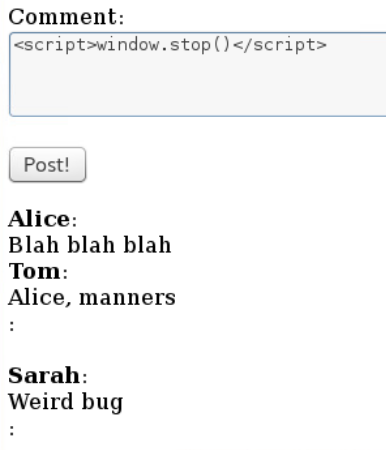 Comment:
<script>window.stop()</script>
Post!
Alice:
Blah blah blah
Tom:
Alice, manners
:
Sarah:
Weird bug
: